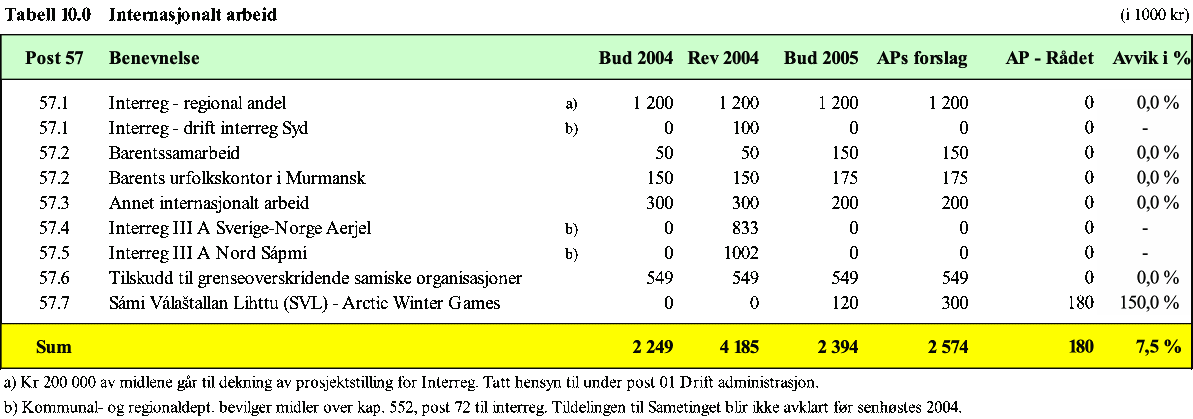 Tabell 10.0 Internasjonalt arbeid (i 1000 kr)
Post 57 Benevnelse Bud 2004 Rev 2004 Bud 2005 APs forslag AP - Rådet Avvik i %
57.1 Interreg - regional andel a) 1 200 1 200 1 200 1 200 0 0,0 %
57.1 Interreg - drift interreg Syd b) 0 100 0 0 0 -
57.2 Barentssamarbeid 50 50 150 150 0 0,0 %
57.2 Barents urfolkskontor i Murmansk 150 150 175 175 0 0,0 %
57.3 Annet internasjonalt arbeid 300 300 200 200 0 0,0 %
57.4 Interreg III A Sverige-Norge Aerjel b) 0 833 0 0 0 -
57.5 Interreg III A Nord Sápmi b) 0 1002 0 0 0 -
57.6 Tilskudd til grenseoverskridende samiske organisasjoner 549 549 549 549 0 0,0 %
57.7 Sámi Válaštallan Lihttu (SVL) - Arctic Winter Games 0 0 120 300 180 150,0 %
Sum 2 249 4 185 2 394 2 574 180 7,5 %
a) Kr 200 000 av midlene går til dekning av prosjektstilling for Interreg. Tatt hensyn til under post 01 Drift administrasjon.
b) Kommunal- og regionaldept. bevilger midler over kap. 552, post 72 til interreg. Tildelingen til Sametinget blir ikke avklart før senhøstes 2004.